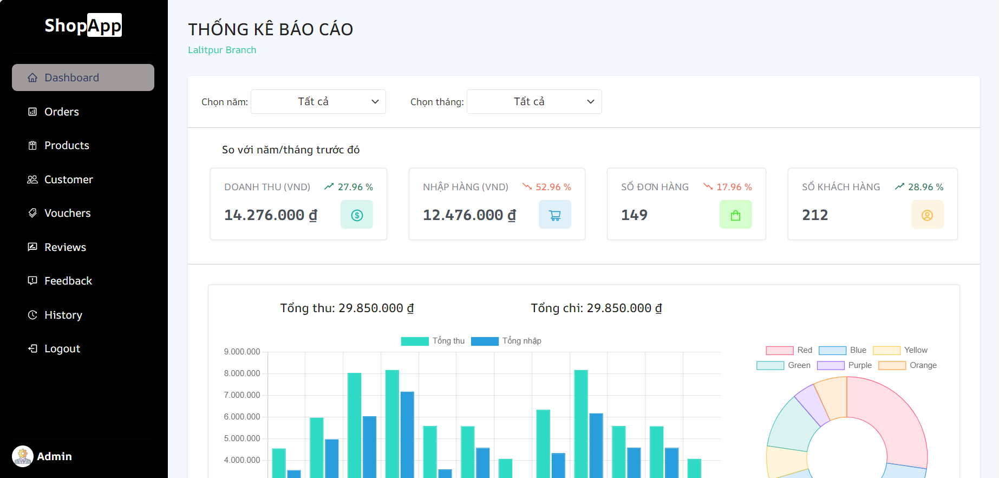 ShopApp
Dashboard
Orders
Products
Customer
Vouchers
Reviews
Feedback
History
Logout
Admin
THỐNG KÊ BÁO CÁO
Lalitpur Branch
Chọn năm: Tất cả Chọn tháng: Tất cả
So với năm/tháng trước đó
DOANH THU (VND) 27.96 %
14.276.000 ₫
NHẬP HÀNG (VND) 52.96 %
12.476.000 ₫
SỐ ĐƠN HÀNG 17.96 %
149
SỐ KHÁCH HÀNG 28.96 %
212
Tổng thu: 29.850.000 ₫ Tổng chi: 29.850.000 ₫
Tổng thu Tổng nhập
9.000.000
8.000.000
7.000.000
6.000.000
5.000.000
4.000.000
Red Blue Yellow
Green Purple Orange